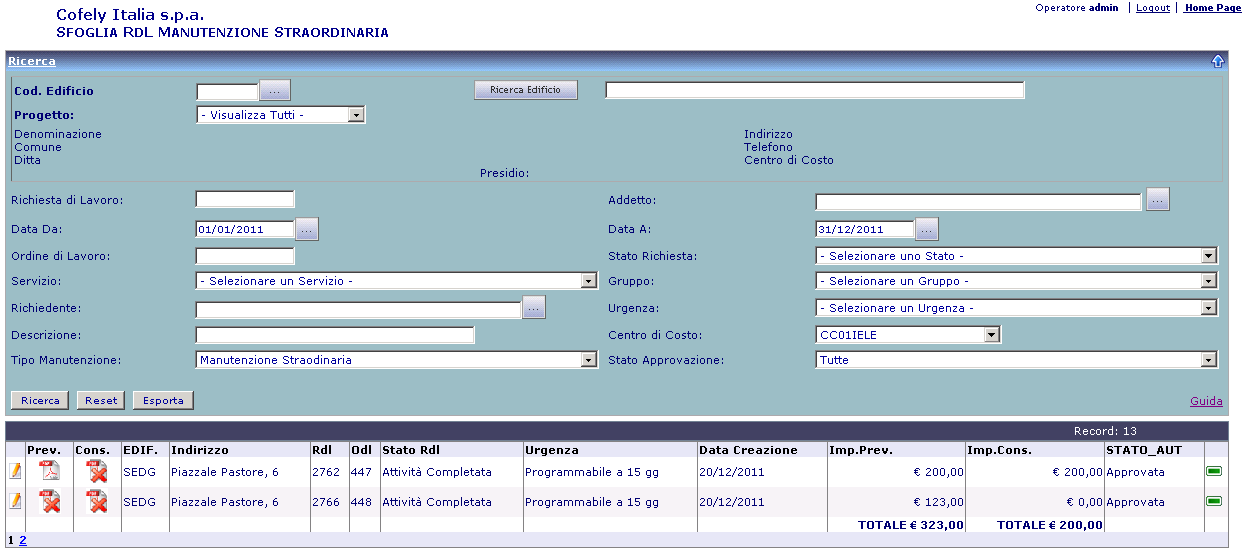 Cofely Italia s.p.a.
Operatore admin | Logout | Home Page
SFOGLIA RDL MANUTENZIONE STRAORDINARIA
Ricerca
Cod. Edificio ... Ricerca Edificio
Progetto: - Visualizza Tutti -
Denominazione Indirizzo
Comune Telefono
Ditta Centro di Costo
Presidio:
Richiesta di Lavoro: Addetto: ...
Data Da: 01/01/2011 ... Data A: 31/12/2011 ...
Ordine di Lavoro: Stato Richiesta: - Selezionare uno Stato -
Servizio: - Selezionare un Servizio - Gruppo: - Selezionare un Gruppo -
Richiedente: ... Urgenza: - Selezionare un Urgenza -
Descrizione: Centro di Costo: CC01IELE
Tipo Manutenzione: Manutenzione Straodinaria Stato Approvazione: Tutte
Ricerca Reset Esporta Guida
Record: 13
Prev. Cons. EDIF. Indirizzo Rdl Odl Stato Rdl Urgenza Data Creazione Imp.Prev. Imp.Cons. STATO_AUT
SEDG Piazzale Pastore, 6 2762 447 Attività Completata Programmabile a 15 gg 20/12/2011 € 200,00 € 200,00 Approvata
SEDG Piazzale Pastore, 6 2766 448 Attività Completata Programmabile a 15 gg 20/12/2011 € 123,00 € 0,00 Approvata
TOTALE € 323,00 TOTALE € 200,00
1 2